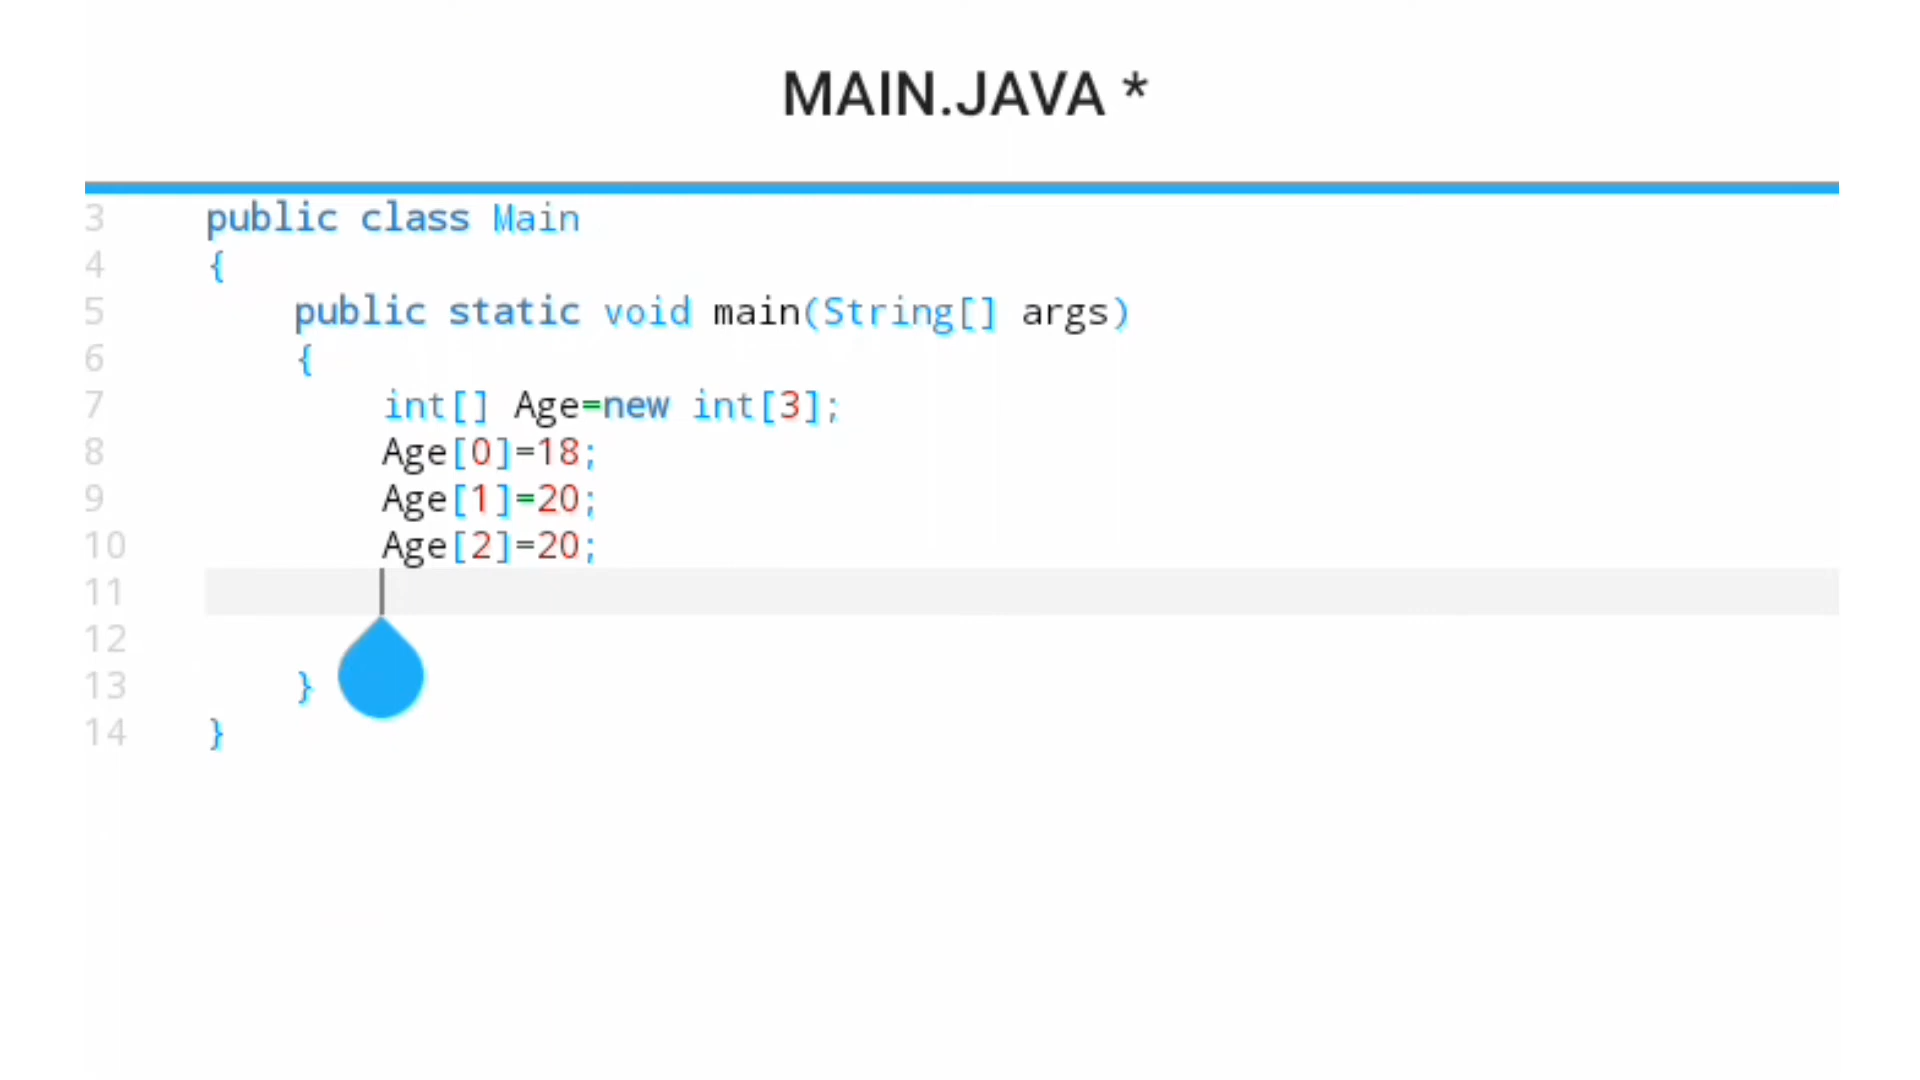 MAIN.JAVA *
3 public class Main
4 {
5 public static void main(String[] args)
6 {
7 int[] Age=new int[3];
8 Age[0]=18;
9 Age[1]=20;
10 Age[2]=20;
11
12
13 }
14 }